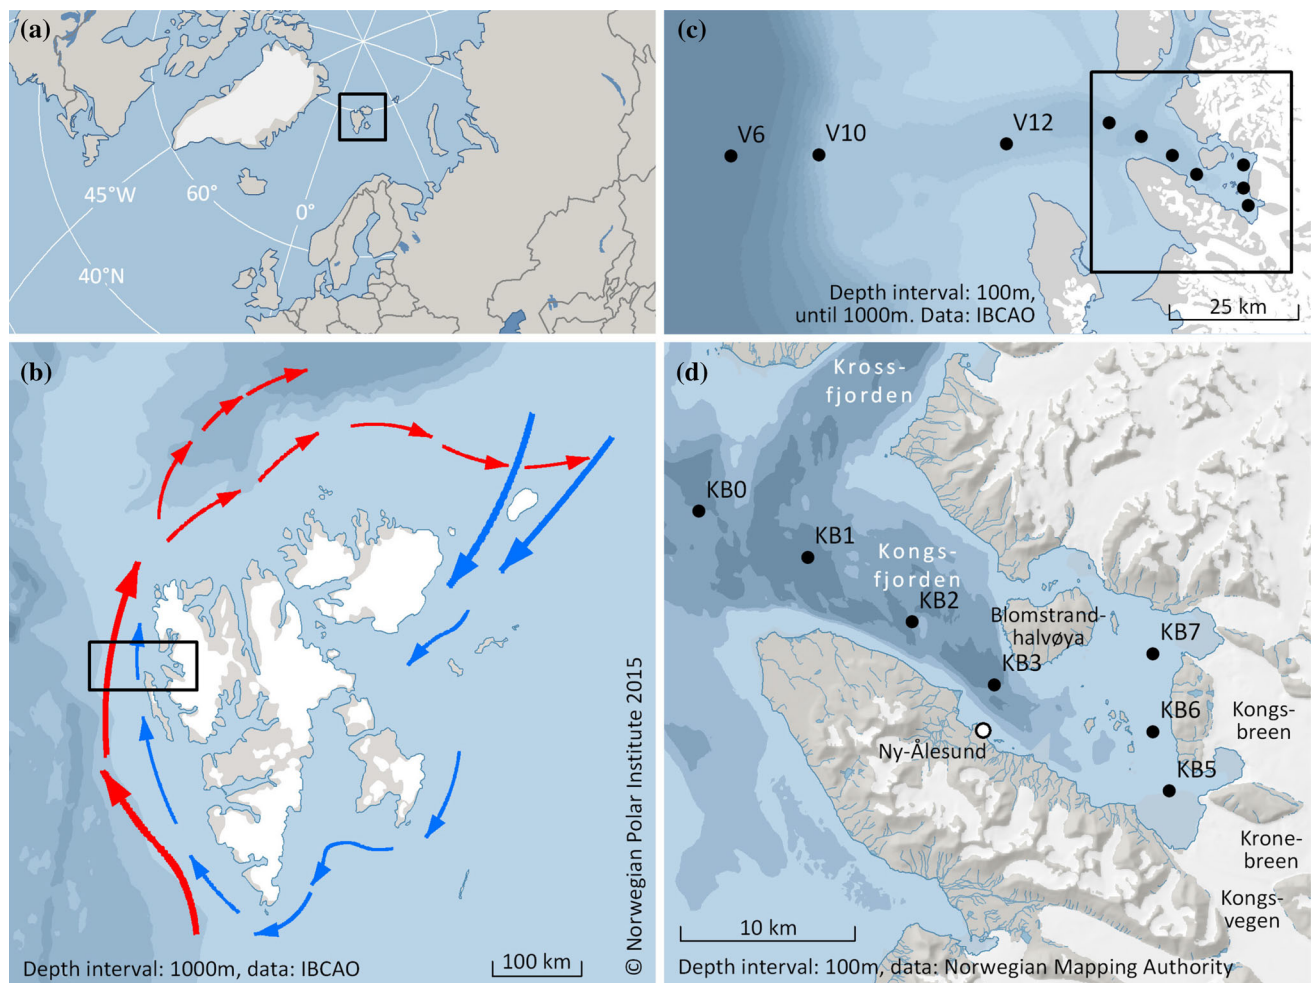 (a)
45°W
60°
0°
40°N
(c)
V6
V10
V12
Depth interval: 100m,
until 1000m. Data: IBCAO
25 km
(b)
© Norwegian Polar Institute 2015
Depth interval: 1000m, data: IBCAO
100 km
(d)
Kross-
fjorden
KB0
KB1
Kongs-
fjorden
KB2
Blomstrand-
halvøya
KB7
KB3
KB6
Kongs-
breen
Ny-Ålesund
KB5
Krone-
breen
Kongs-
vegen
10 km
Depth interval: 100m, data: Norwegian Mapping Authority